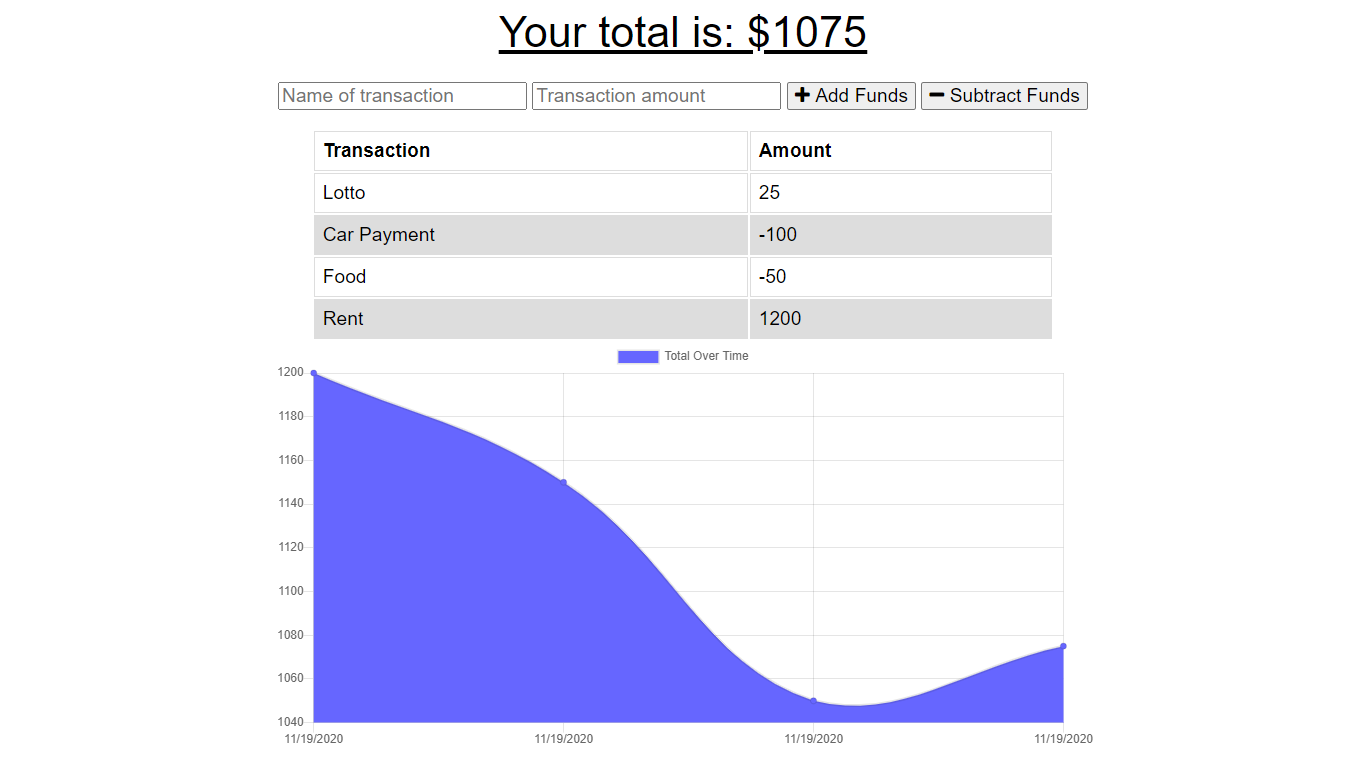 Your total is: $1075
Name of transaction Transaction amount Add Funds Subtract Funds
Transaction Amount
Lotto 25
Car Payment -100
Food -50
Rent 1200
Total Over Time
1200
1180
1160
1140
1120
1100
1080
1060
1040
11/19/2020 11/19/2020 11/19/2020 11/19/2020